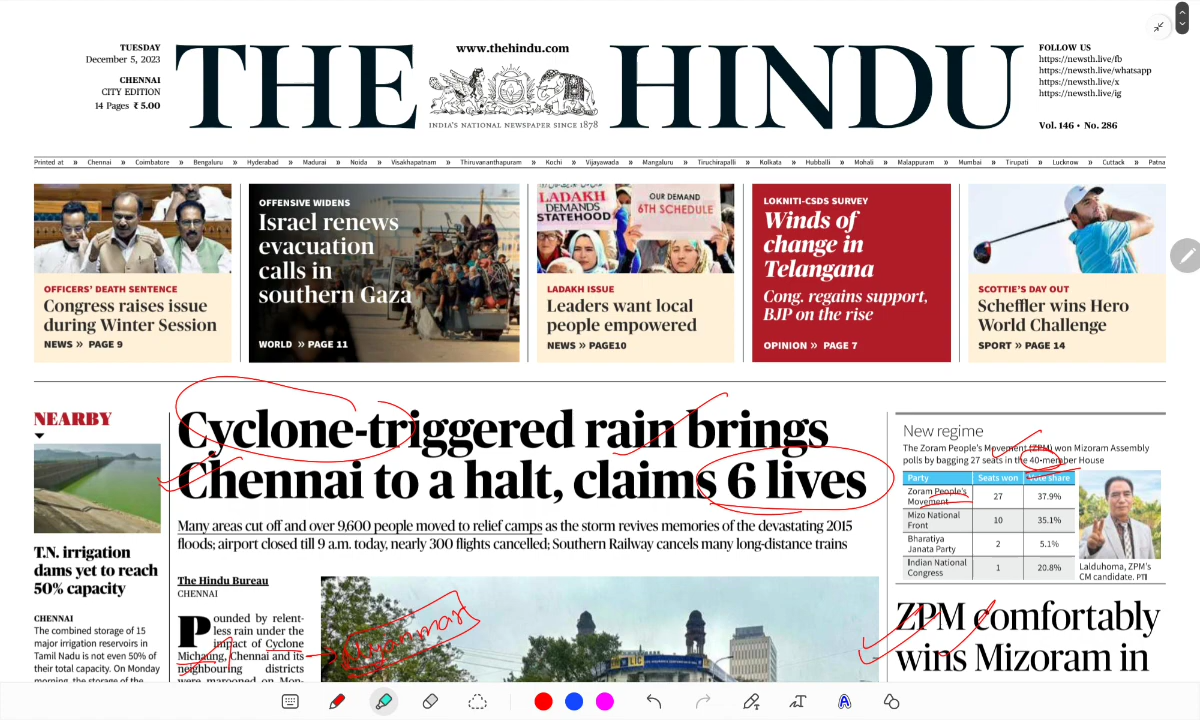 TUESDAY
December 5, 2023
CHENNAI
CITY EDITION
14 Pages ₹ 5.00
THE HINDU
www.thehindu.com
INDIA'S NATIONAL NEWSPAPER SINCE 1878
FOLLOW US
https://newsth.live/fb
https://newsth.live/whatsapp
https://newsth.live/x
https://newsth.live/ig
Vol. 146 • No. 286
Printed at » Chennai » Coimbatore » Bengaluru » Hyderabad » Madurai » Noida » Visakhapatnam » Thiruvananthapuram » Kochi » Vijayawada » Mangaluru » Tiruchirapalli » Kolkata » Hubballi » Mohali » Malappuram » Mumbai » Tirupati » Lucknow » Cuttack » Patna
OFFICERS' DEATH SENTENCE
Congress raises issue
during Winter Session
NEWS » PAGE 9
OFFENSIVE WIDENS
Israel renews
evacuation
calls in
southern Gaza
WORLD » PAGE 11
LADAKH
DEMANDS
STATEHOOD
OUR DEMAND
6TH SCHEDULE
LADAKH ISSUE
Leaders want local
people empowered
NEWS » PAGE10
LOKNITI-CSDS SURVEY
Winds of
change in
Telangana
Cong. regains support,
BJP on the rise
OPINION » PAGE 7
SCOTTIE'S DAY OUT
Scheffler wins Hero
World Challenge
SPORT » PAGE 14
NEARBY
T.N. irrigation
dams yet to reach
50% capacity
CHENNAI
The combined storage of 15
major irrigation reservoirs in
Tamil Nadu is not even 50% of
their total capacity. On Monday
morning, the storage of the
Cyclone-triggered rain brings
Chennai to a halt, claims 6 lives
Many areas cut off and over 9,600 people moved to relief camps as the storm revives memories of the devastating 2015
floods; airport closed till 9 a.m. today, nearly 300 flights cancelled; Southern Railway cancels many long-distance trains
The Hindu Bureau
CHENNAI
Pounded by relent-
less rain under the
impact of Cyclone
Michaung, Chennai and its
neighbouring districts
were marooned on Mon-
Myanmar
LIC
New regime
The Zoram People's Movement (ZPM) won Mizoram Assembly
polls by bagging 27 seats in the 40-member House
Party Seats won Vote share
Zoram People's
Movement 27 37.9%
Mizo National
Front 10 35.1%
Bharatiya
Janata Party 2 5.1%
Indian National
Congress 1 20.8%
Lalduhoma, ZPM's
CM candidate. PTI
ZPM comfortably
wins Mizoram in